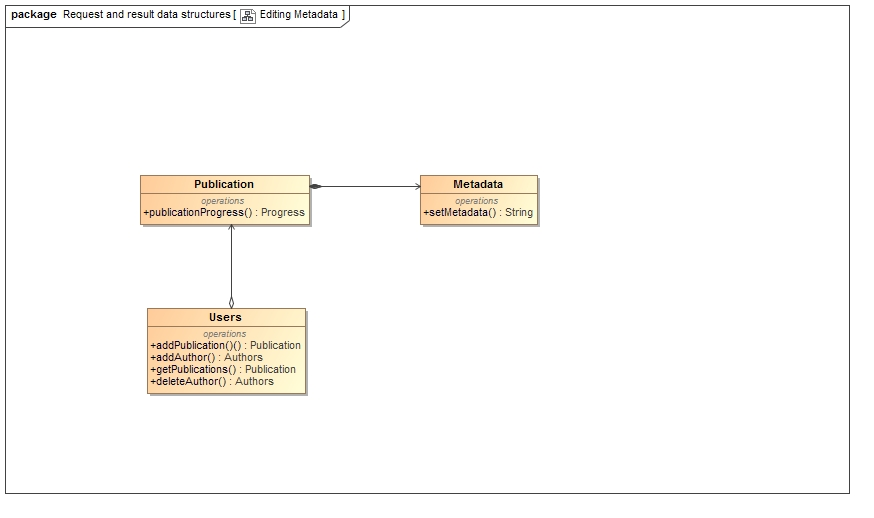 package Request and result data structures [ Editing Metadata ]
Publication
operations
+publicationProgress() : Progress
Metadata
operations
+setMetadata() : String
Users
operations
+addPublication()() : Publication
+addAuthor() : Authors
+getPublications() : Publication
+deleteAuthor() : Authors